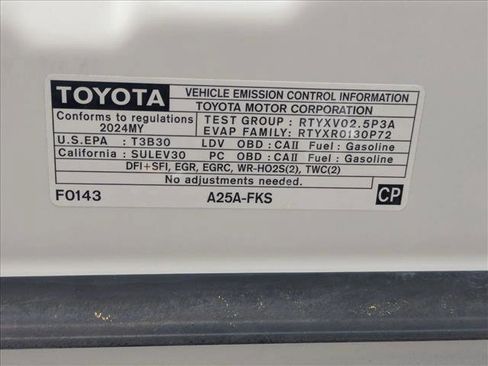 TOYOTA
VEHICLE EMISSION CONTROL INFORMATION
TOYOTA MOTOR CORPORATION
Conforms to regulations
2024MY
TEST GROUP : RTYXV02.5P3A
EVAP FAMILY: RTYXR0130P72
U.S.EPA : T3B30 LDV OBD : CAII Fuel : Gasoline
California : SULEV30 PC OBD : CAII Fuel : Gasoline
DFI+SFI, EGR, EGRC, WR-HO2S(2), TWC(2)
No adjustments needed.
F0143 A25A-FKS CP